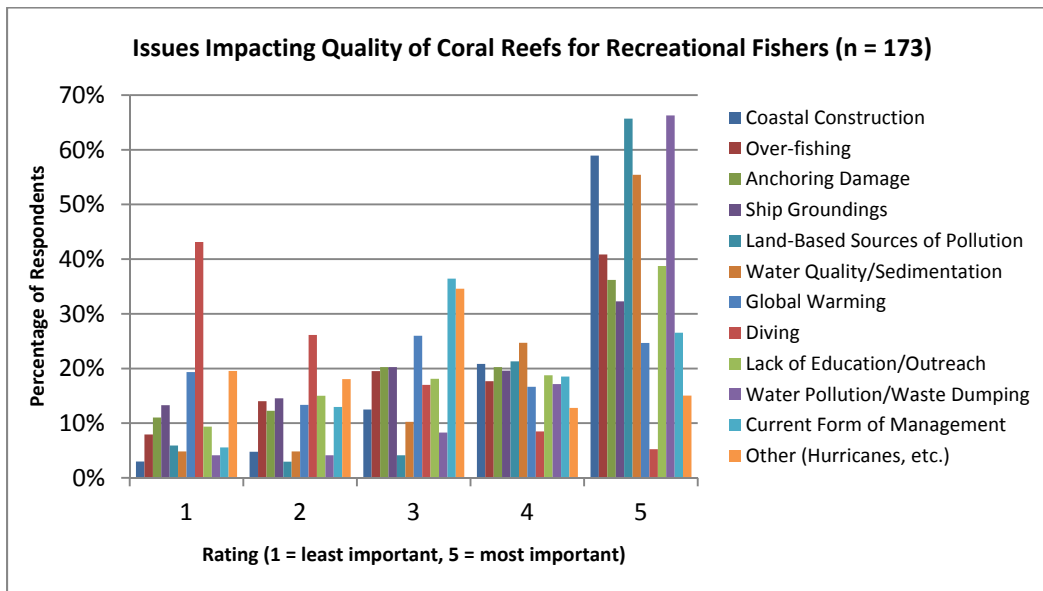 Issues Impacting Quality of Coral Reefs for Recreational Fishers (n = 173)
Percentage of Respondents
70%
60%
50%
40%
30%
20%
10%
0%
1 2 3 4 5
Rating (1 = least important, 5 = most important)
Coastal Construction
Over-fishing
Anchoring Damage
Ship Groundings
Land-Based Sources of Pollution
Water Quality/Sedimentation
Global Warming
Diving
Lack of Education/Outreach
Water Pollution/Waste Dumping
Current Form of Management
Other (Hurricanes, etc.)